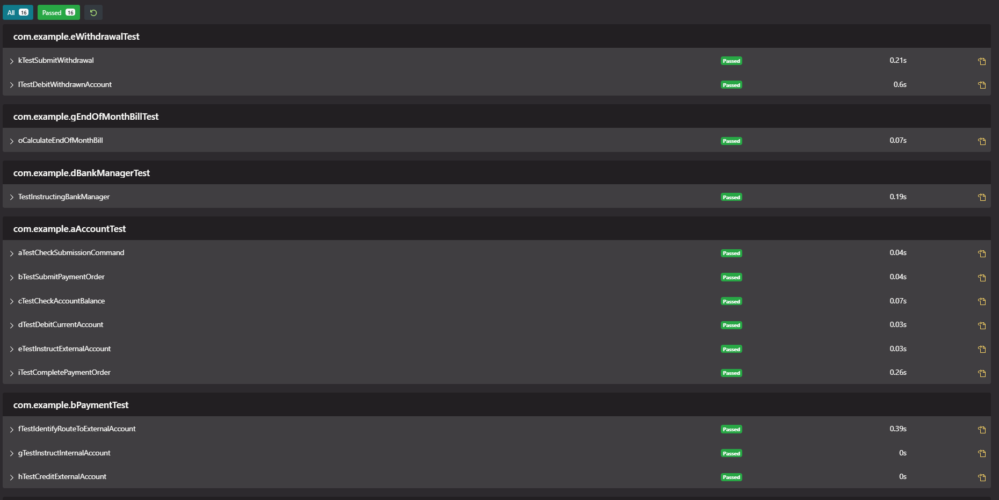 All 16 Passed 16
com.example.eWithdrawalTest
kTestSubmitWithdrawal Passed 0.21s
lTestDebitWithdrawnAccount Passed 0.6s
com.example.gEndOfMonthBillTest
oCalculateEndOfMonthBill Passed 0.07s
com.example.dBankManagerTest
TestInstructingBankManager Passed 0.19s
com.example.aAccountTest
aTestCheckSubmissionCommand Passed 0.04s
bTestSubmitPaymentOrder Passed 0.04s
cTestCheckAccountBalance Passed 0.07s
dTestDebitCurrentAccount Passed 0.03s
eTestInstructExternalAccount Passed 0.03s
iTestCompletePaymentOrder Passed 0.26s
com.example.bPaymentTest
fTestIdentifyRouteToExternalAccount Passed 0.39s
gTestInstructInternalAccount Passed 0s
hTestCreditExternalAccount Passed 0s